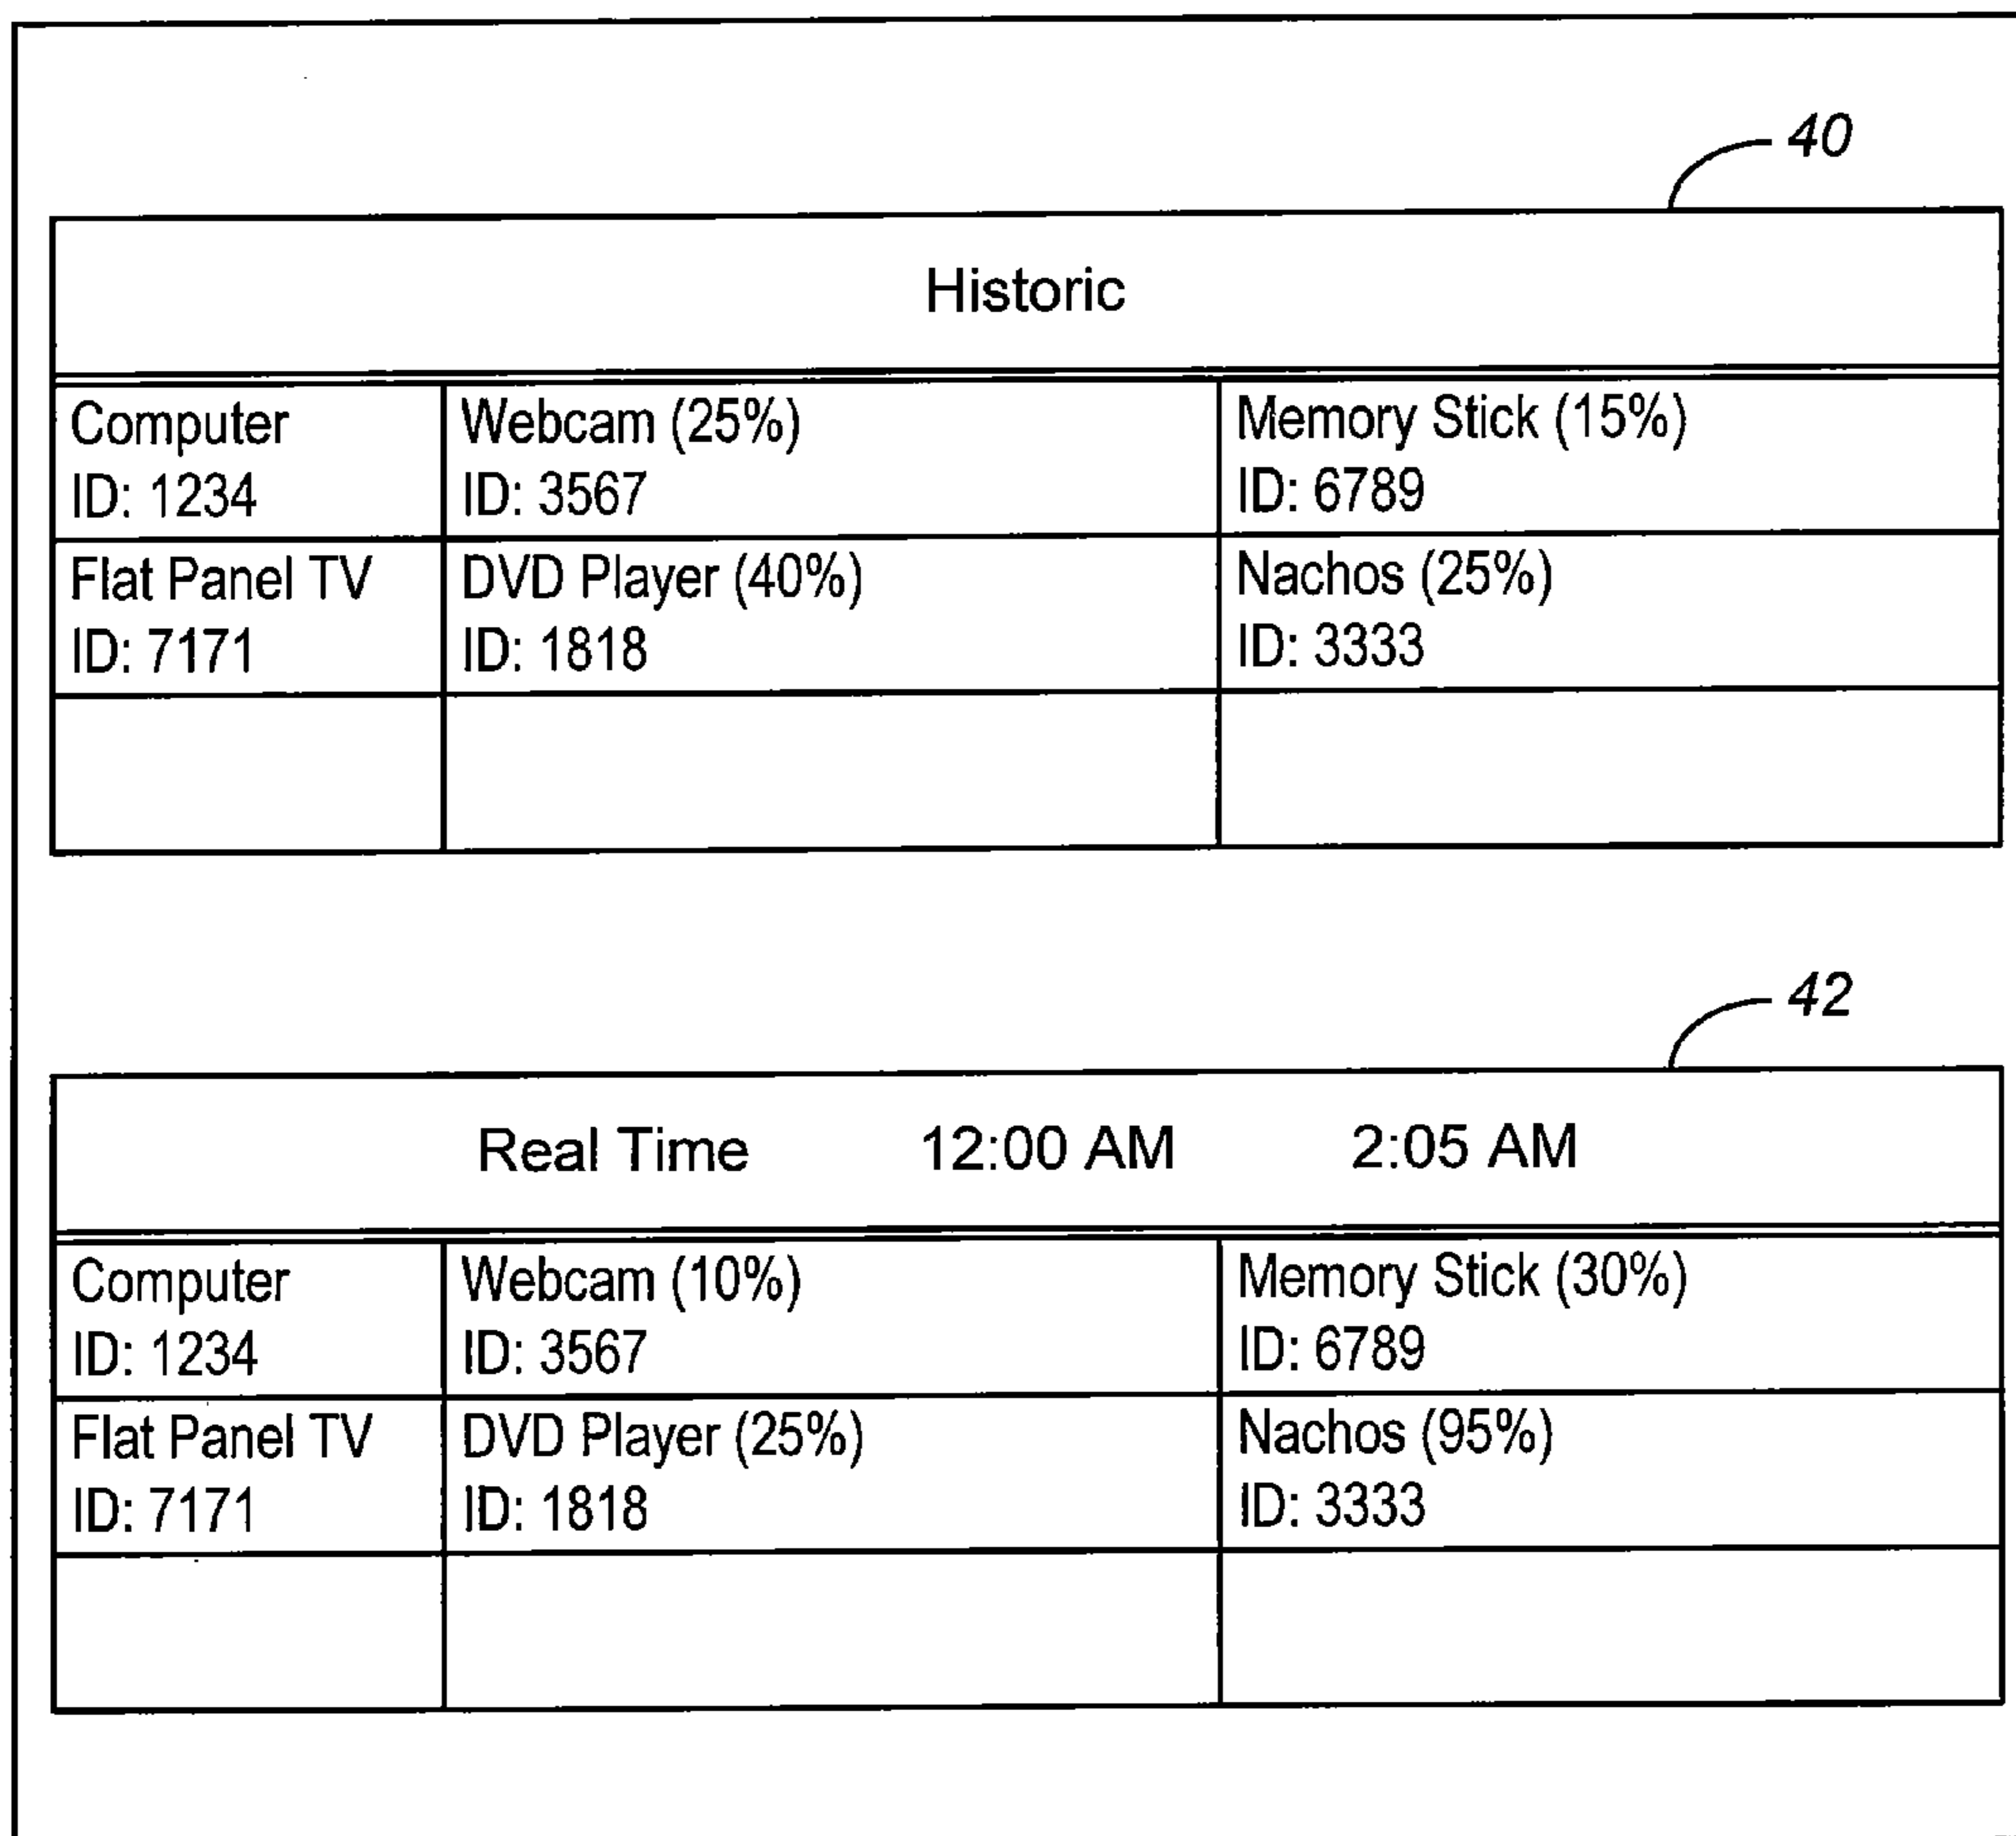 40
Historic
Computer
ID: 1234
Webcam (25%)
ID: 3567
Memory Stick (15%)
ID: 6789
Flat Panel TV
ID: 7171
DVD Player (40%)
ID: 1818
Nachos (25%)
ID: 3333
42
Real Time 12:00 AM 2:05 AM
Computer
ID: 1234
Webcam (10%)
ID: 3567
Memory Stick (30%)
ID: 6789
Flat Panel TV
ID: 7171
DVD Player (25%)
ID: 1818
Nachos (95%)
ID: 3333